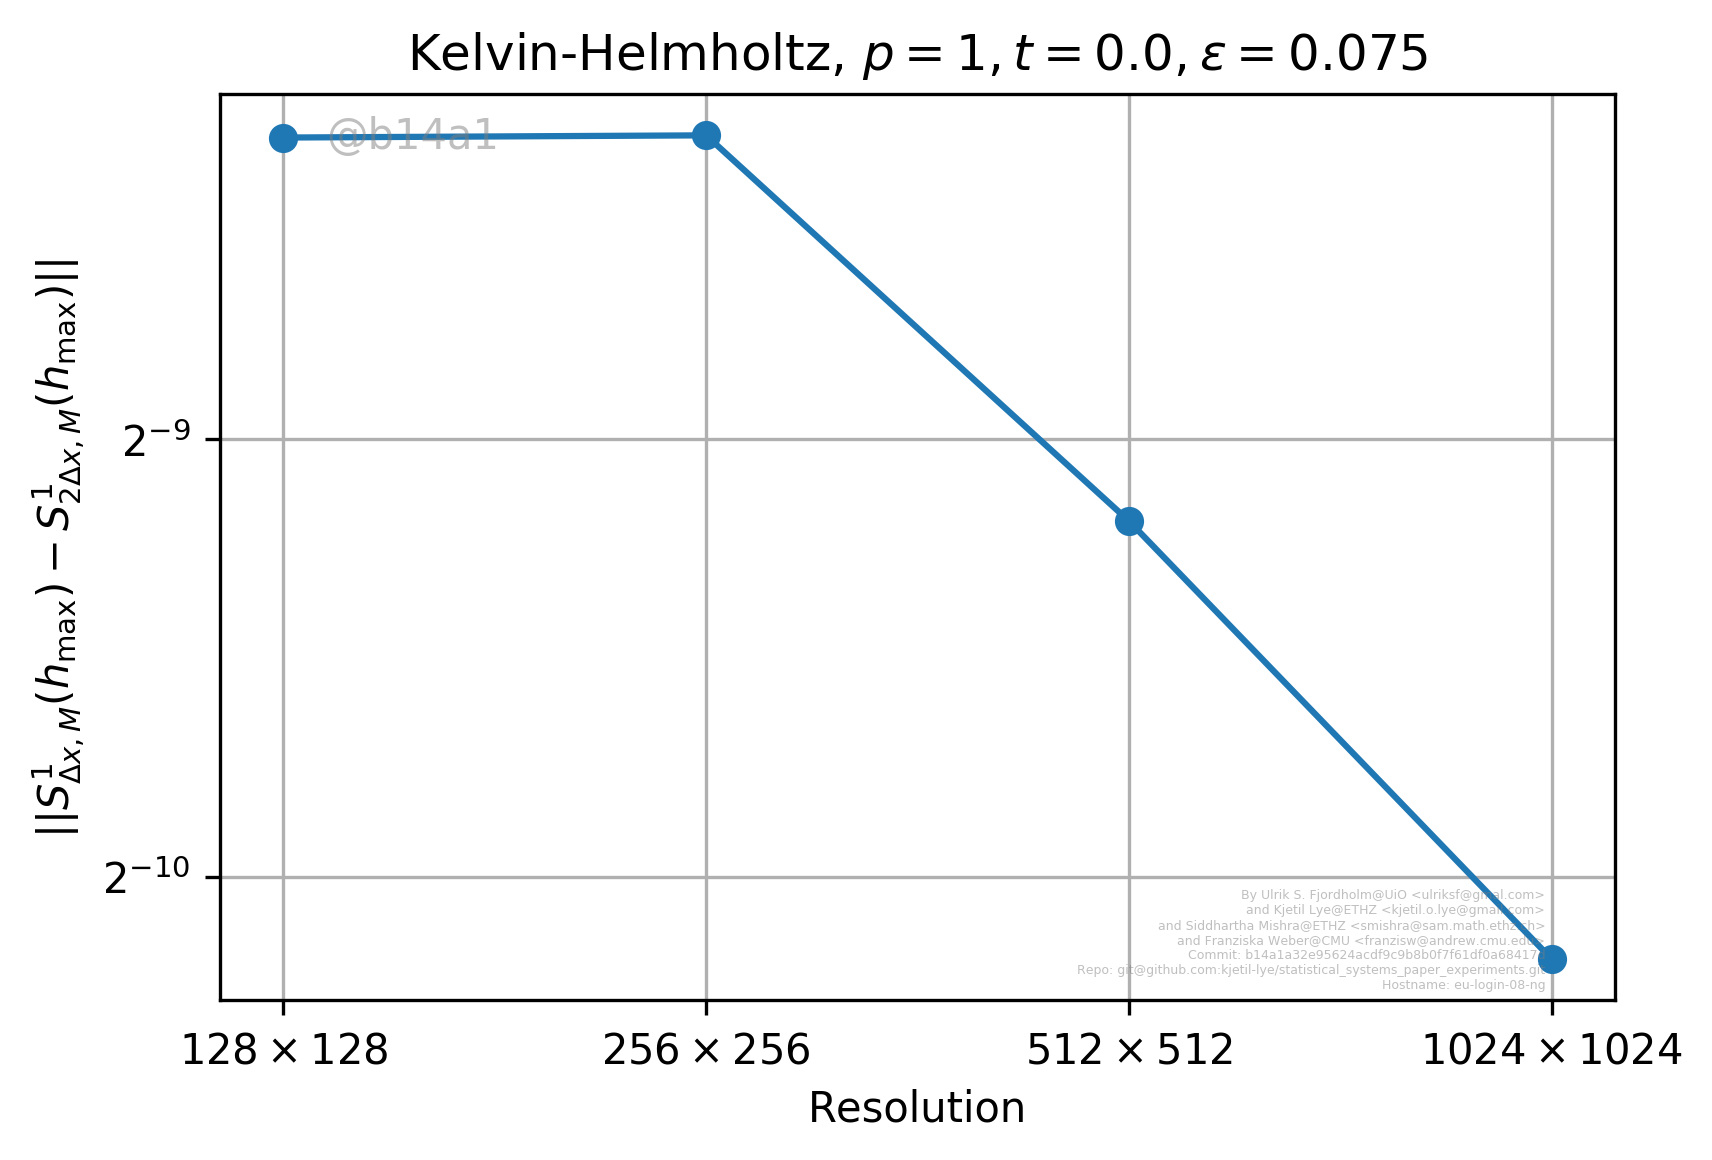 Kelvin-Helmholtz, p = 1, t = 0.0, ε = 0.075
@b14a1
||S¹_{Δx, M}(h_max) − S¹_{2Δx, M}(h_max)||
2⁻⁹
2⁻¹⁰
By Ulrik S. Fjordholm@UiO <ulriksf@gmail.com>
and Kjetil Lye@ETHZ <kjetil.o.lye@gmail.com>
and Siddhartha Mishra@ETHZ <smishra@sam.math.ethz.ch>
and Franziska Weber@CMU <franzisw@andrew.cmu.edu>
Commit:
Repo: git@github.com:kjetil-lye/statistical_systems_paper_experiments.git
Hostname: eu-login-08-ng
128 × 128 256 × 256 512 × 512 1024 × 1024
Resolution